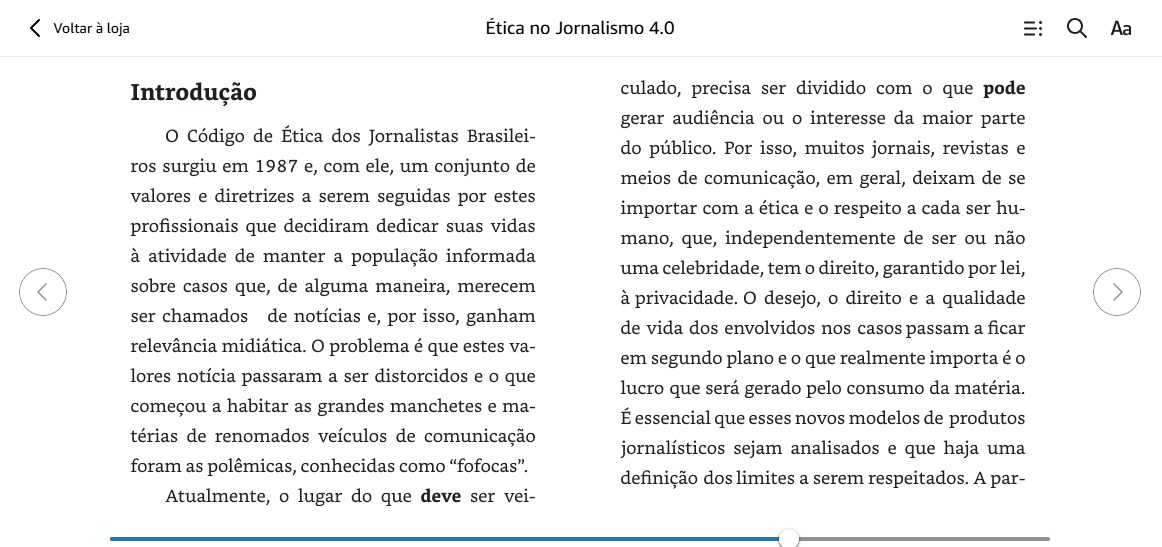 Voltar à loja
Ética no Jornalismo 4.0
Aa
Introdução
O Código de Ética dos Jornalistas Brasilei-
ros surgiu em 1987 e, com ele, um conjunto de
valores e diretrizes a serem seguidas por estes
profissionais que decidiram dedicar suas vidas
à atividade de manter a população informada
sobre casos que, de alguma maneira, merecem
ser chamados de notícias e, por isso, ganham
relevância midiática. O problema é que estes va-
lores notícia passaram a ser distorcidos e o que
começou a habitar as grandes manchetes e ma-
térias de renomados veículos de comunicação
foram as polêmicas, conhecidas como “fofocas”.
Atualmente, o lugar do que deve ser vei-
culado, precisa ser dividido com o que pode
gerar audiência ou o interesse da maior parte
do público. Por isso, muitos jornais, revistas e
meios de comunicação, em geral, deixam de se
importar com a ética e o respeito a cada ser hu-
mano, que, independentemente de ser ou não
uma celebridade, tem o direito, garantido por lei,
à privacidade. O desejo, o direito e a qualidade
de vida dos envolvidos nos casos passam a ficar
em segundo plano e o que realmente importa é o
lucro que será gerado pelo consumo da matéria.
É essencial que esses novos modelos de produtos
jornalísticos sejam analisados e que haja uma
definição dos limites a serem respeitados. A par-